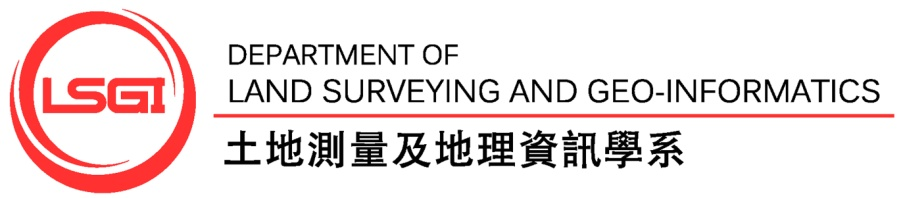 LSGI
DEPARTMENT OF
LAND SURVEYING AND GEO-INFORMATICS
土地測量及地理資訊學系